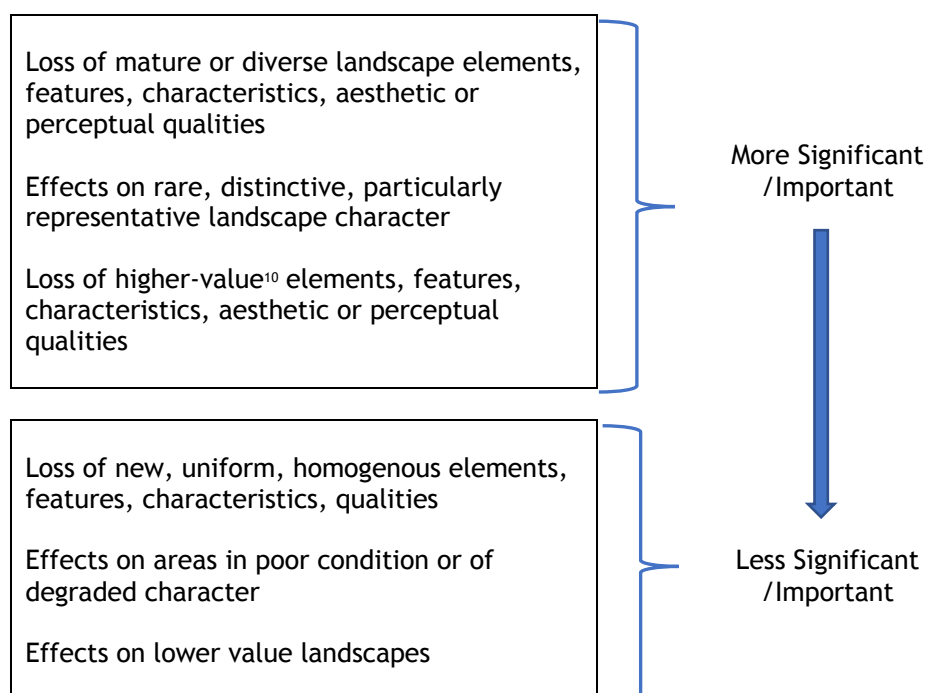 Loss of mature or diverse landscape elements,
features, characteristics, aesthetic or
perceptual qualities
Effects on rare, distinctive, particularly
representative landscape character
Loss of higher-value¹⁰ elements, features,
characteristics, aesthetic or perceptual
qualities
More Significant
/Important
Loss of new, uniform, homogenous elements,
features, characteristics, qualities
Effects on areas in poor condition or of
degraded character
Effects on lower value landscapes
Less Significant
/Important